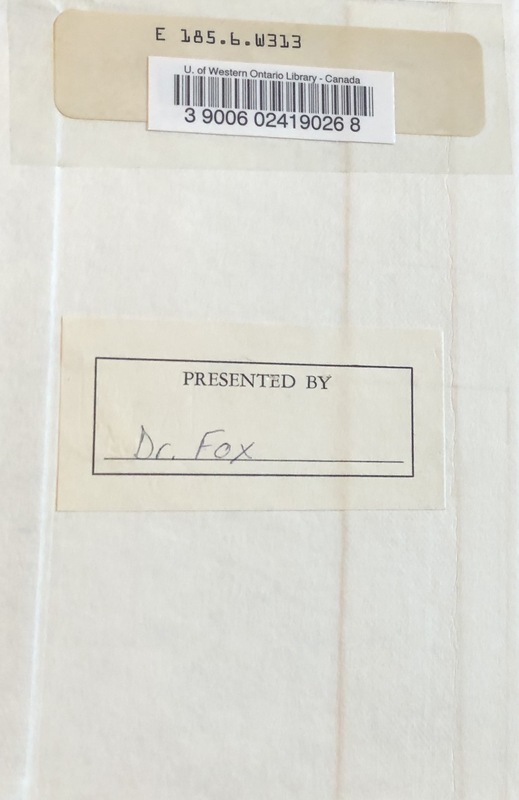 E 185.6.W313
U. of Western Ontario Library - Canada
3 9006 02419026 8
PRESENTED BY
Dr. Fox